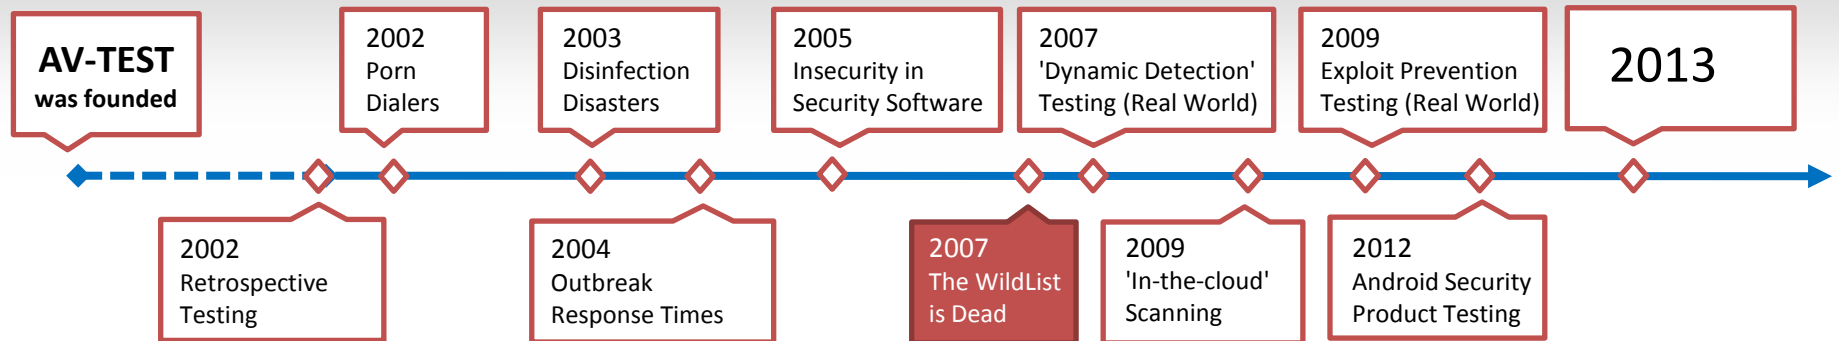 AV-TEST
was founded
2002
Porn
Dialers
2003
Disinfection
Disasters
2005
Insecurity in
Security Software
2007
'Dynamic Detection'
Testing (Real World)
2009
Exploit Prevention
Testing (Real World)
2013
2002
Retrospective
Testing
2004
Outbreak
Response Times
2007
The WildList
is Dead
2009
'In-the-cloud'
Scanning
2012
Android Security
Product Testing